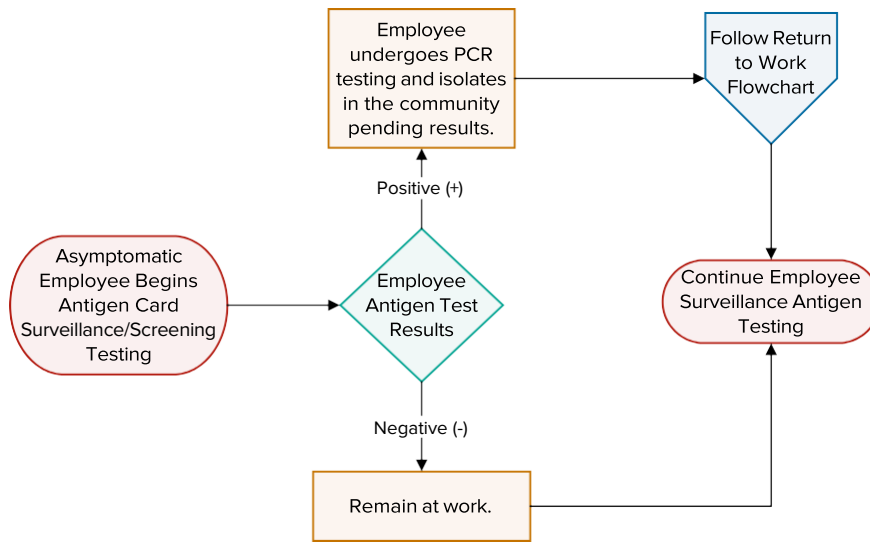 Employee
undergoes PCR
testing and isolates
in the community
pending results.
Follow Return
to Work
Flowchart
Positive (+)
Asymptomatic
Employee Begins
Antigen Card
Surveillance/Screening
Testing
Employee
Antigen Test
Results
Continue Employee
Surveillance Antigen
Testing
Negative (-)
Remain at work.